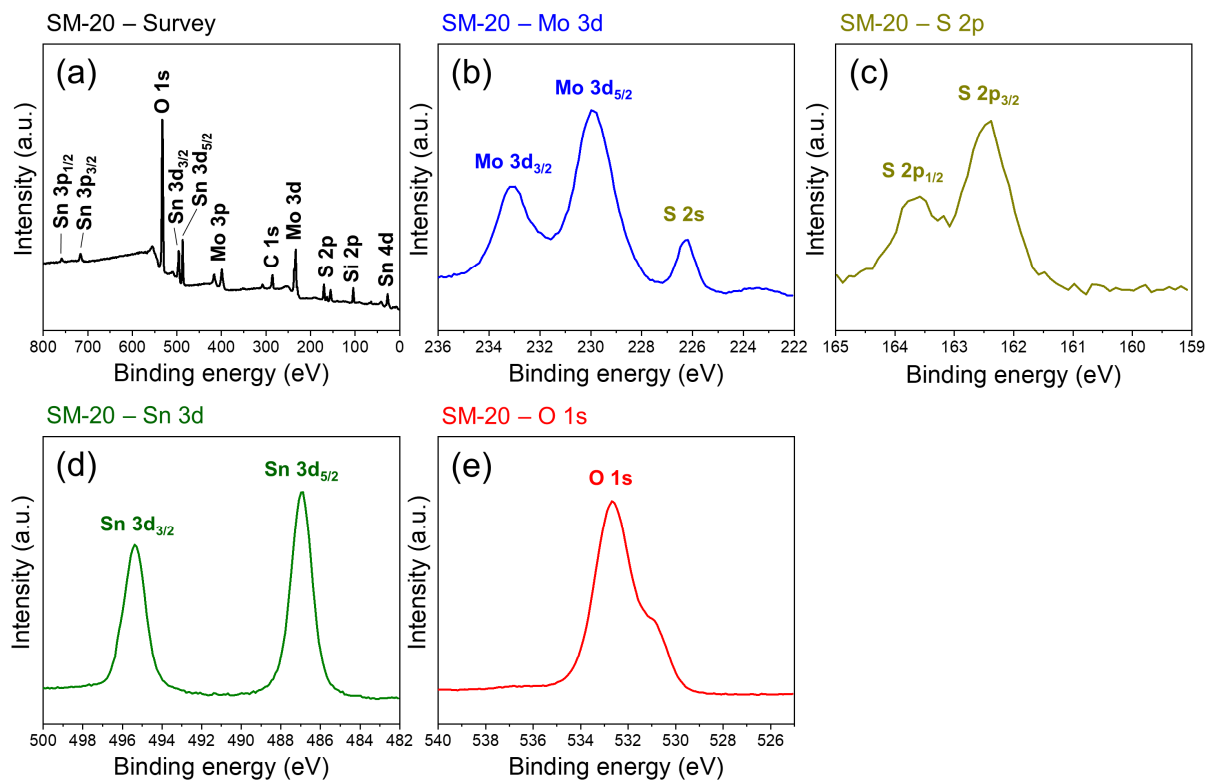 SM-20 – Survey
(a)
Intensity (a.u.)
Sn 3p1/2
Sn 3p3/2
O 1s
Sn 3d3/2
Sn 3d5/2
Mo 3p
C 1s
Mo 3d
S 2p
Si 2p
Sn 4d
800 700 600 500 400 300 200 100 0
Binding energy (eV)
SM-20 – Mo 3d
(b)
Intensity (a.u.)
Mo 3d3/2
Mo 3d5/2
S 2s
236 234 232 230 228 226 224 222
Binding energy (eV)
SM-20 – S 2p
(c)
Intensity (a.u.)
S 2p1/2
S 2p3/2
165 164 163 162 161 160 159
Binding energy (eV)
SM-20 – Sn 3d
(d)
Intensity (a.u.)
Sn 3d3/2
Sn 3d5/2
500 498 496 494 492 490 488 486 484 482
Binding energy (eV)
SM-20 – O 1s
(e)
Intensity (a.u.)
O 1s
540 538 536 534 532 530 528 526
Binding energy (eV)